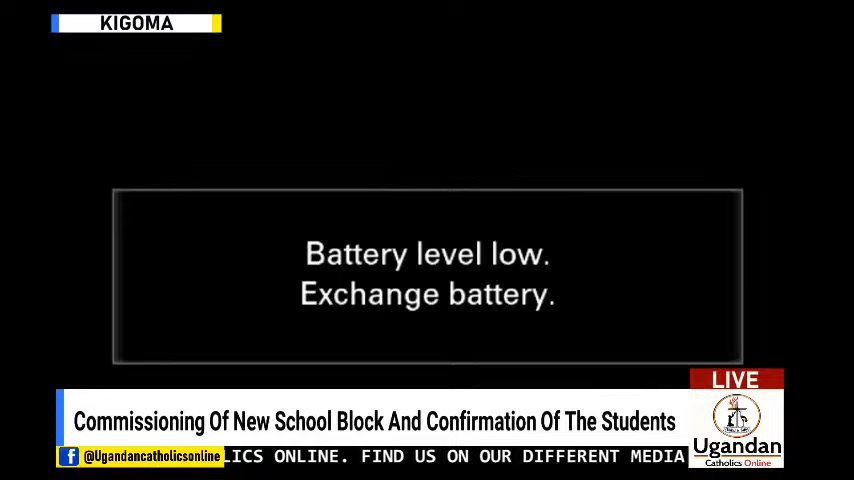 KIGOMA
Battery level low.
Exchange battery.
LIVE
Commissioning Of New School Block And Confirmation Of The Students
Ugandan
Catholics Online
@Ugandancatholicsonline
LICS ONLINE. FIND US ON OUR DIFFERENT MEDIA